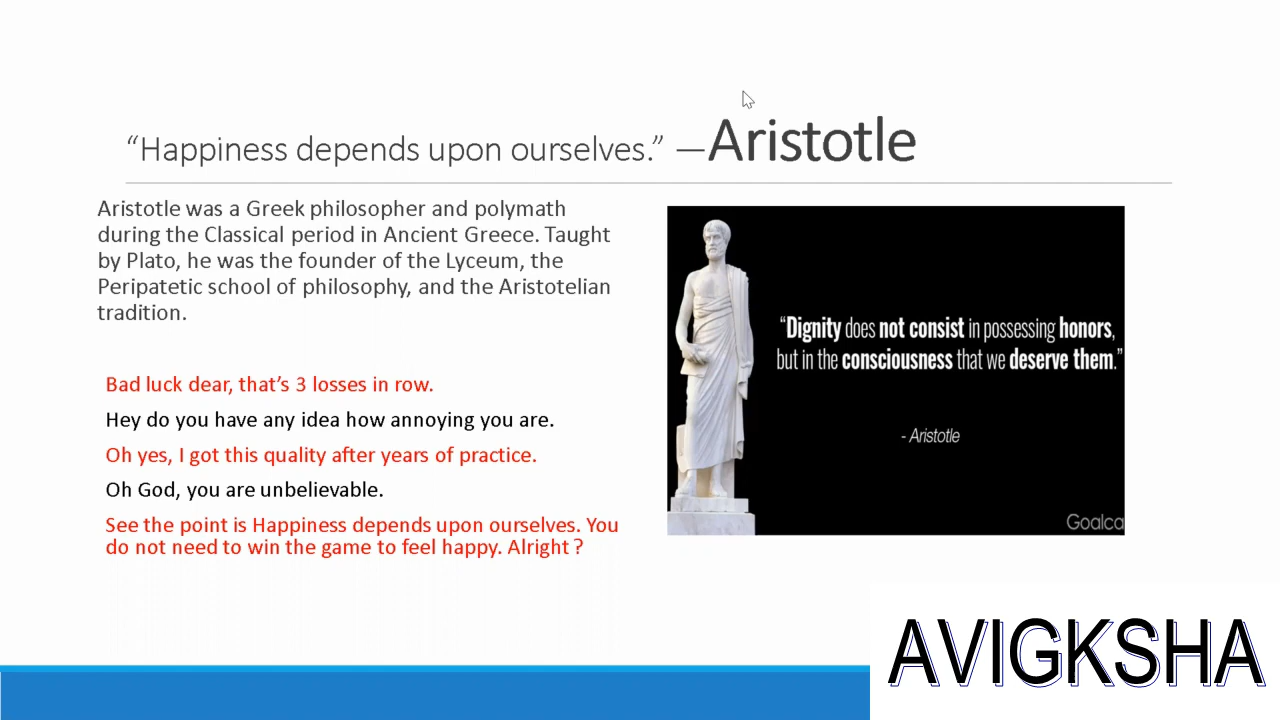 “Happiness depends upon ourselves.” —Aristotle
Aristotle was a Greek philosopher and polymath
during the Classical period in Ancient Greece. Taught
by Plato, he was the founder of the Lyceum, the
Peripatetic school of philosophy, and the Aristotelian
tradition.
Bad luck dear, that’s 3 losses in row.
Hey do you have any idea how annoying you are.
Oh yes, I got this quality after years of practice.
Oh God, you are unbelievable.
See the point is Happiness depends upon ourselves. You
do not need to win the game to feel happy. Alright ?
“Dignity does not consist in possessing honors,
but in the consciousness that we deserve them.”
- Aristotle
Goalca
AVIGKSHA